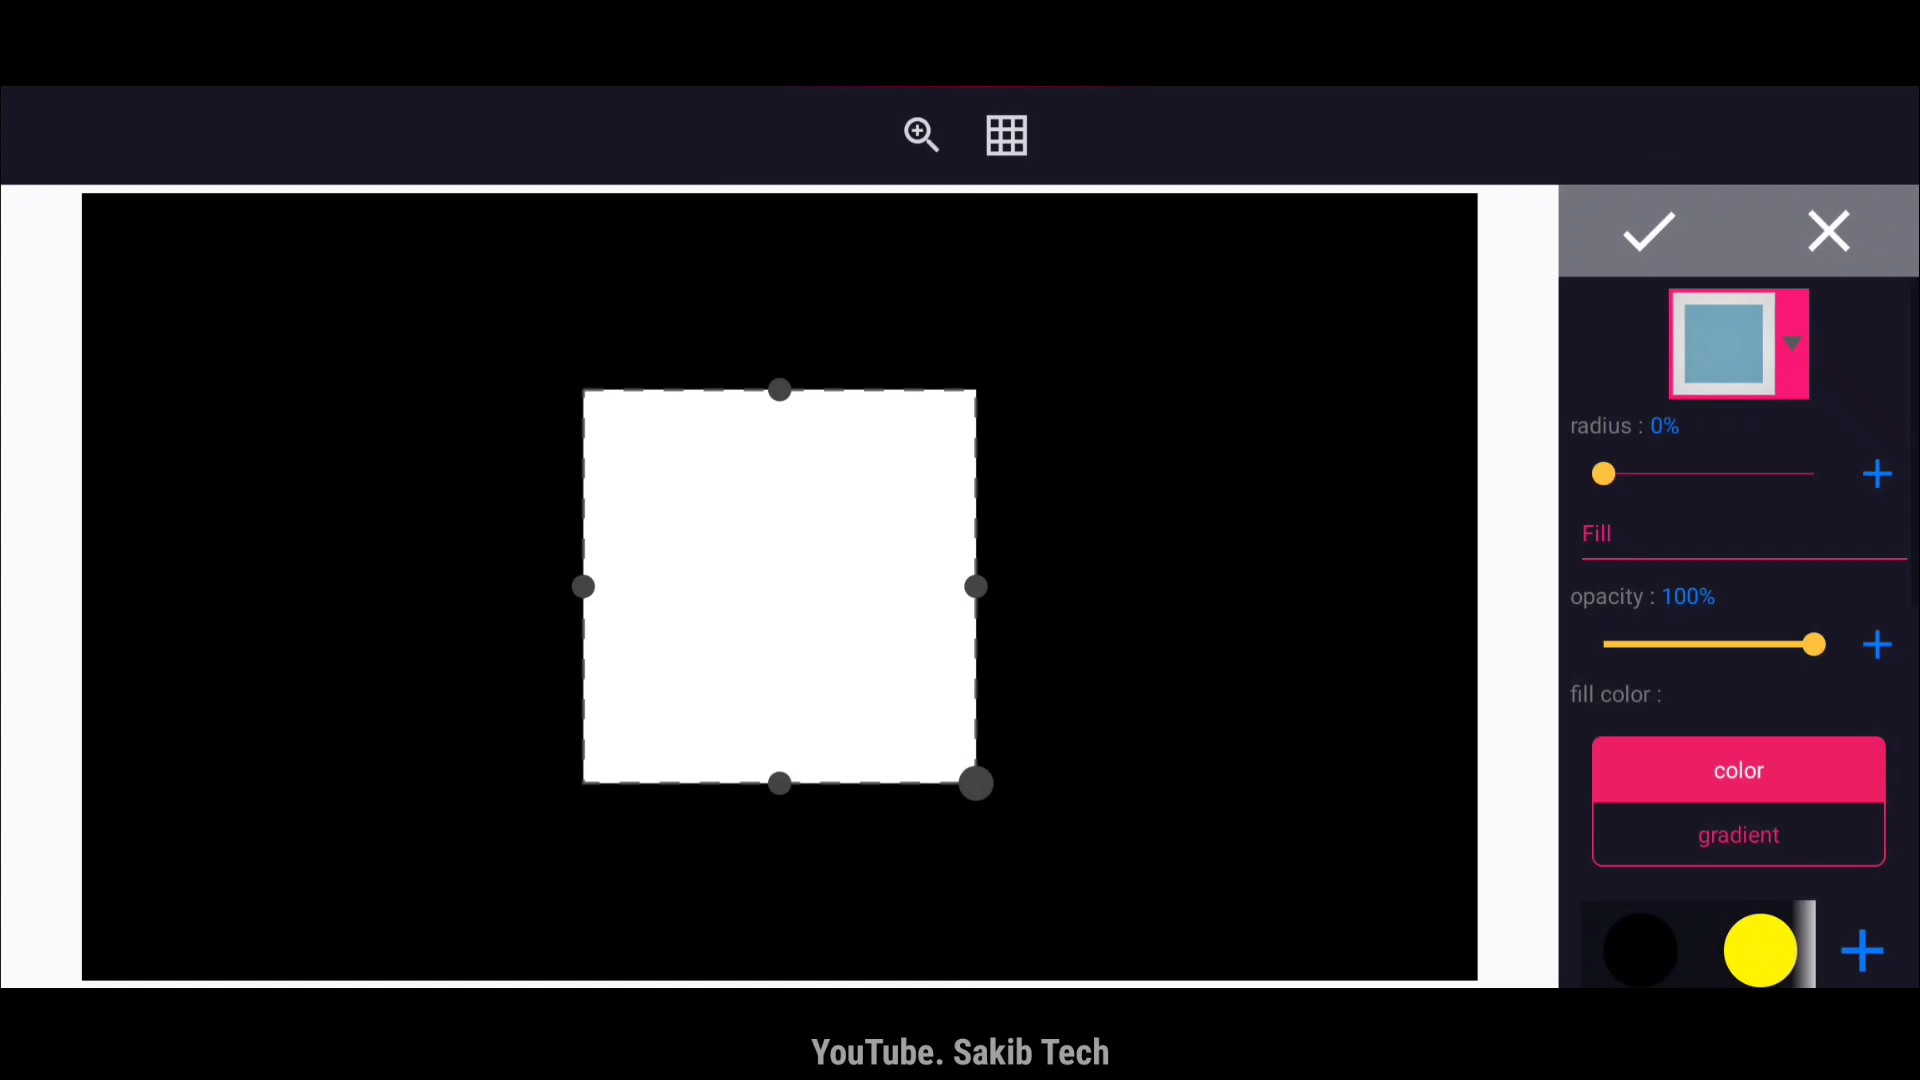 radius : 0%
Fill
opacity : 100%
fill color :
color
gradient
YouTube. Sakib Tech